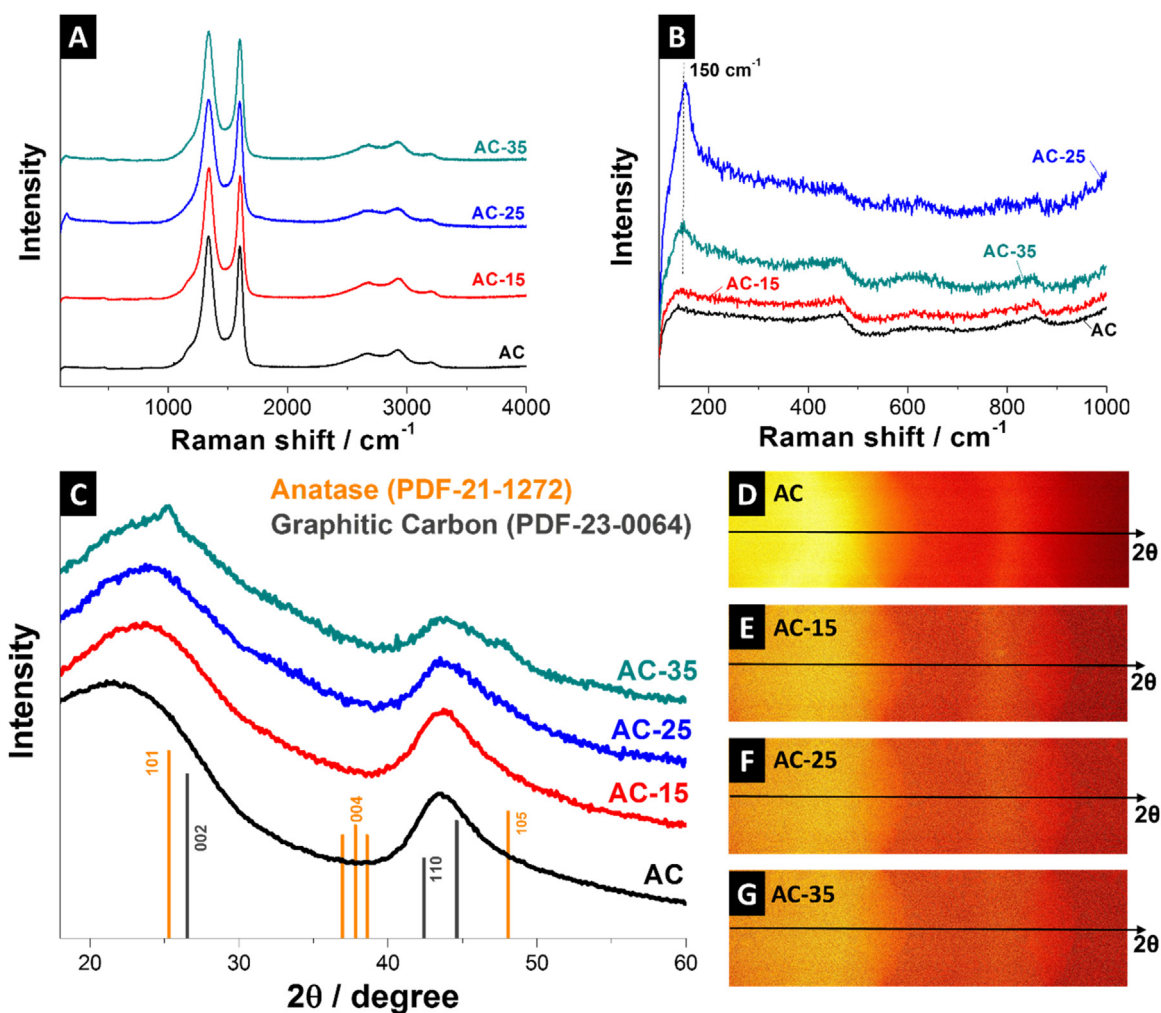 A
Intensity
AC-35
AC-25
AC-15
AC
1000
2000
3000
4000
Raman shift / cm⁻¹
B
150 cm⁻¹
Intensity
AC-25
AC-35
AC-15
AC
200
400
600
800
1000
Raman shift / cm⁻¹
C
Anatase (PDF-21-1272)
Graphitic Carbon (PDF-23-0064)
Intensity
AC-35
AC-25
AC-15
AC
101
002
004
110
105
20
30
40
50
60
2θ / degree
D
AC
2θ
E
AC-15
2θ
F
AC-25
2θ
G
AC-35
2θ